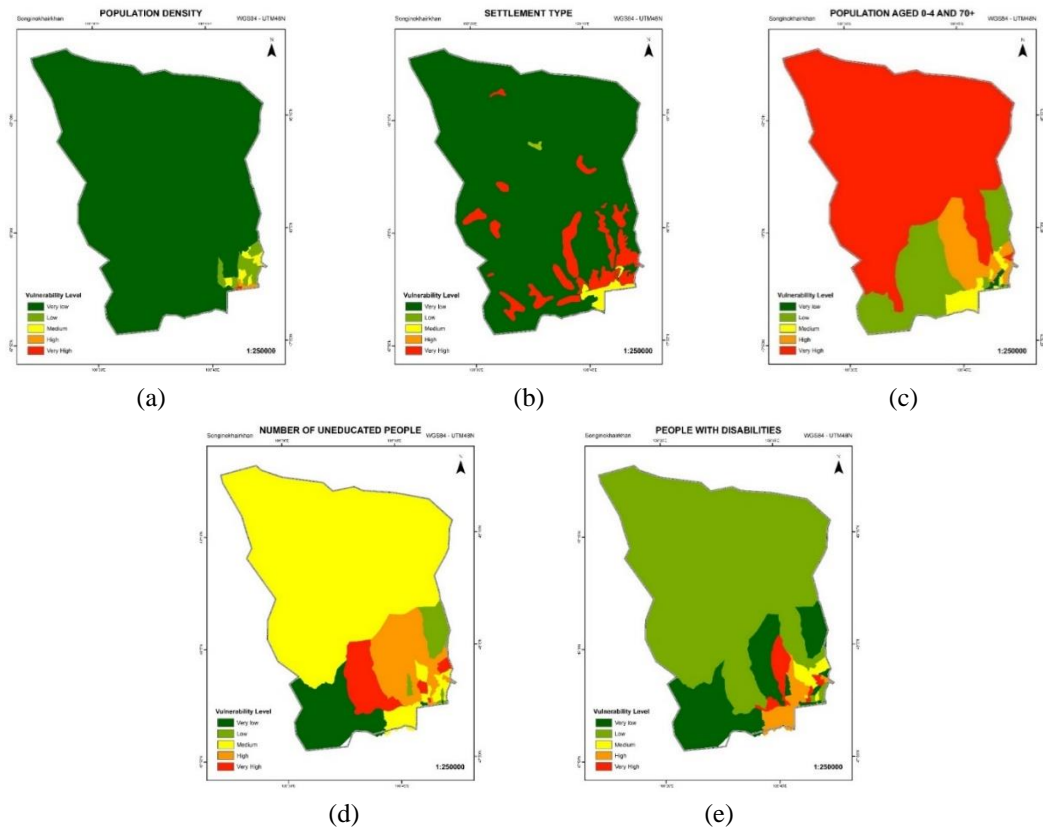 POPULATION DENSITY
Songinokhairkhan WGS84 - UTM48N
N
Vulnerability Level
Very low
Low
Medium
High
Very High
1:250000
(a)
SETTLEMENT TYPE
Songinokhairkhan WGS84 - UTM48N
N
Vulnerability Level
Very low
Low
Medium
High
Very High
1:250000
(b)
POPULATION AGED 0-4 AND 70+
Songinokhairkhan WGS84 - UTM48N
N
Vulnerability Level
Very low
Low
Medium
High
Very High
1:250000
(c)
NUMBER OF UNEDUCATED PEOPLE
Songinokhairkhan WGS84 - UTM48N
N
Vulnerability Level
Very low
Low
Medium
High
Very High
1:250000
(d)
PEOPLE WITH DISABILITIES
Songinokhairkhan WGS84 - UTM48N
N
Vulnerability Level
Very low
Low
Medium
High
Very High
1:250000
(e)